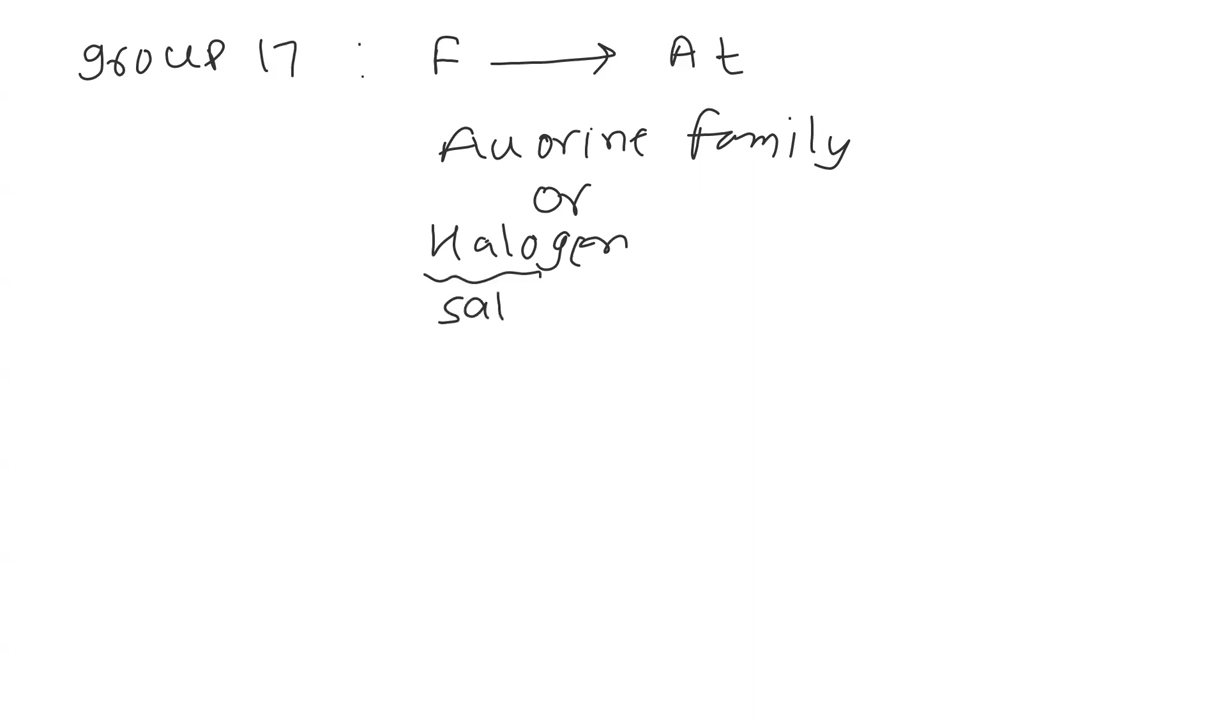 group 17 : F → At
Fluorine family
or
Halogen
sal